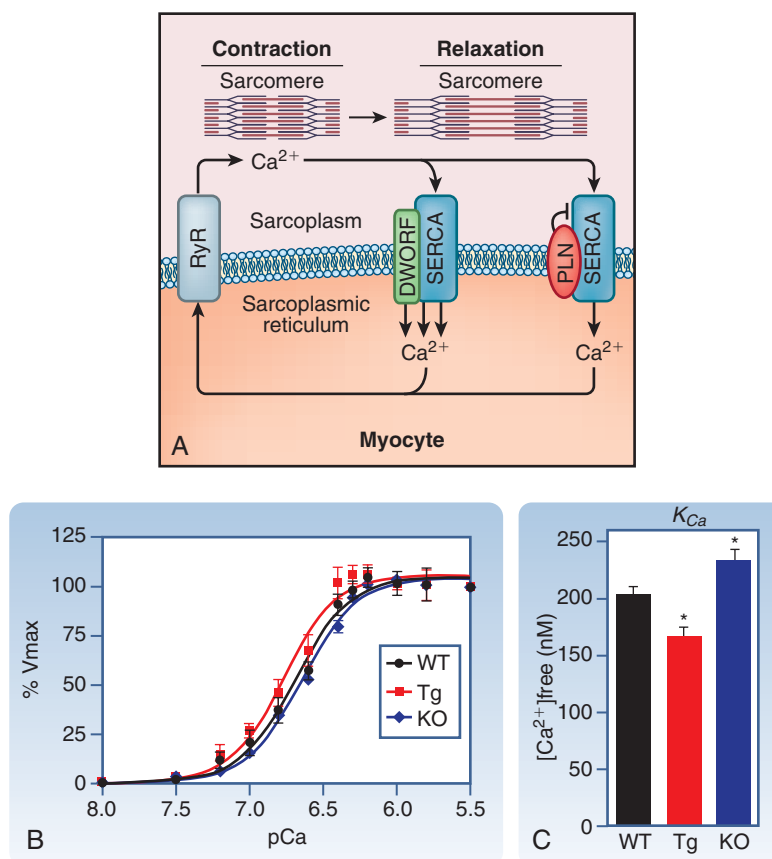 Contraction Relaxation
Sarcomere Sarcomere
Ca2+
Sarcoplasm
RyR
DWORF
SERCA
PLN
SERCA
Sarcoplasmic
reticulum
Ca2+ Ca2+
Myocyte
A
125
100
75
50
25
0
% Vmax
WT
Tg
KO
8.0 7.5 7.0 6.5 6.0 5.5
pCa
B
KCa
250
200
150
100
50
0
[Ca2+]free (nM)
* *
WT Tg KO
C